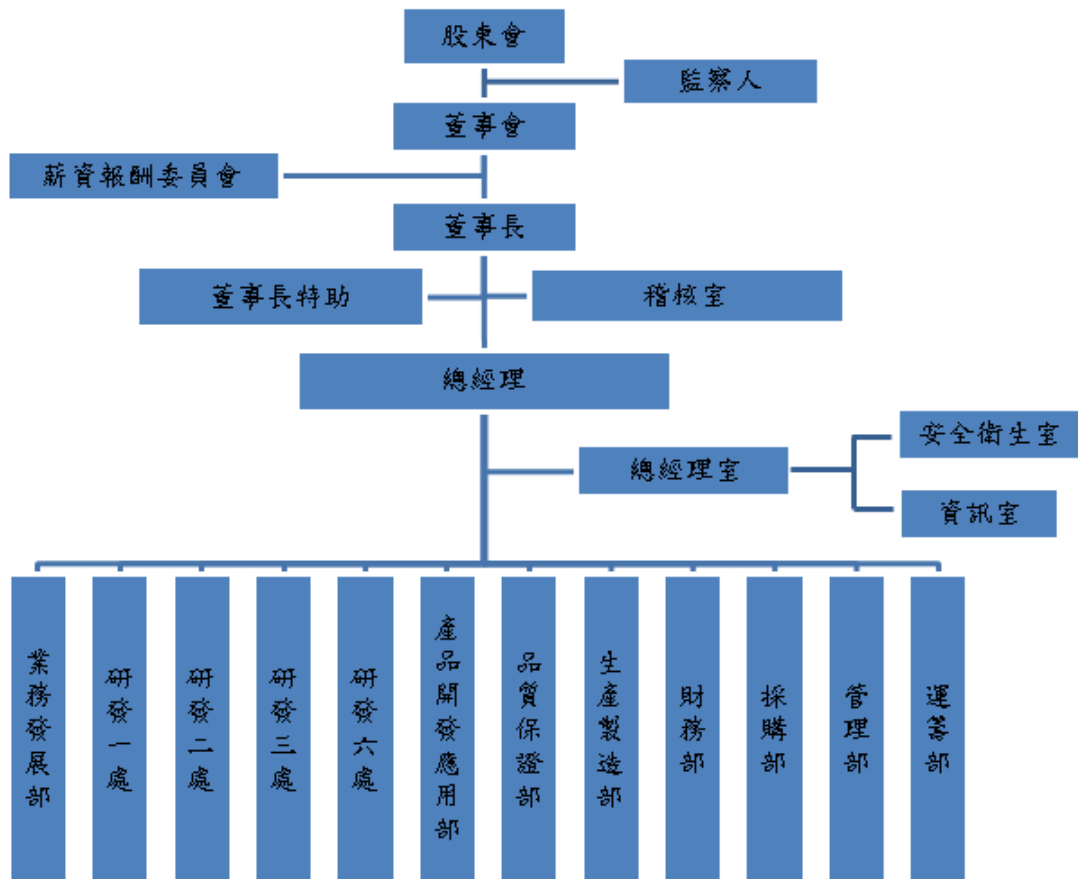 股東會
監察人
董事會
薪資報酬委員會
董事長
董事長特助
稽核室
總經理
安全衛生室
總經理室
資訊室
業務發展部
研發一處
研發二處
研發三處
研發六處
產品開發應用部
品質保證部
生產製造部
財務部
採購部
管理部
運籌部